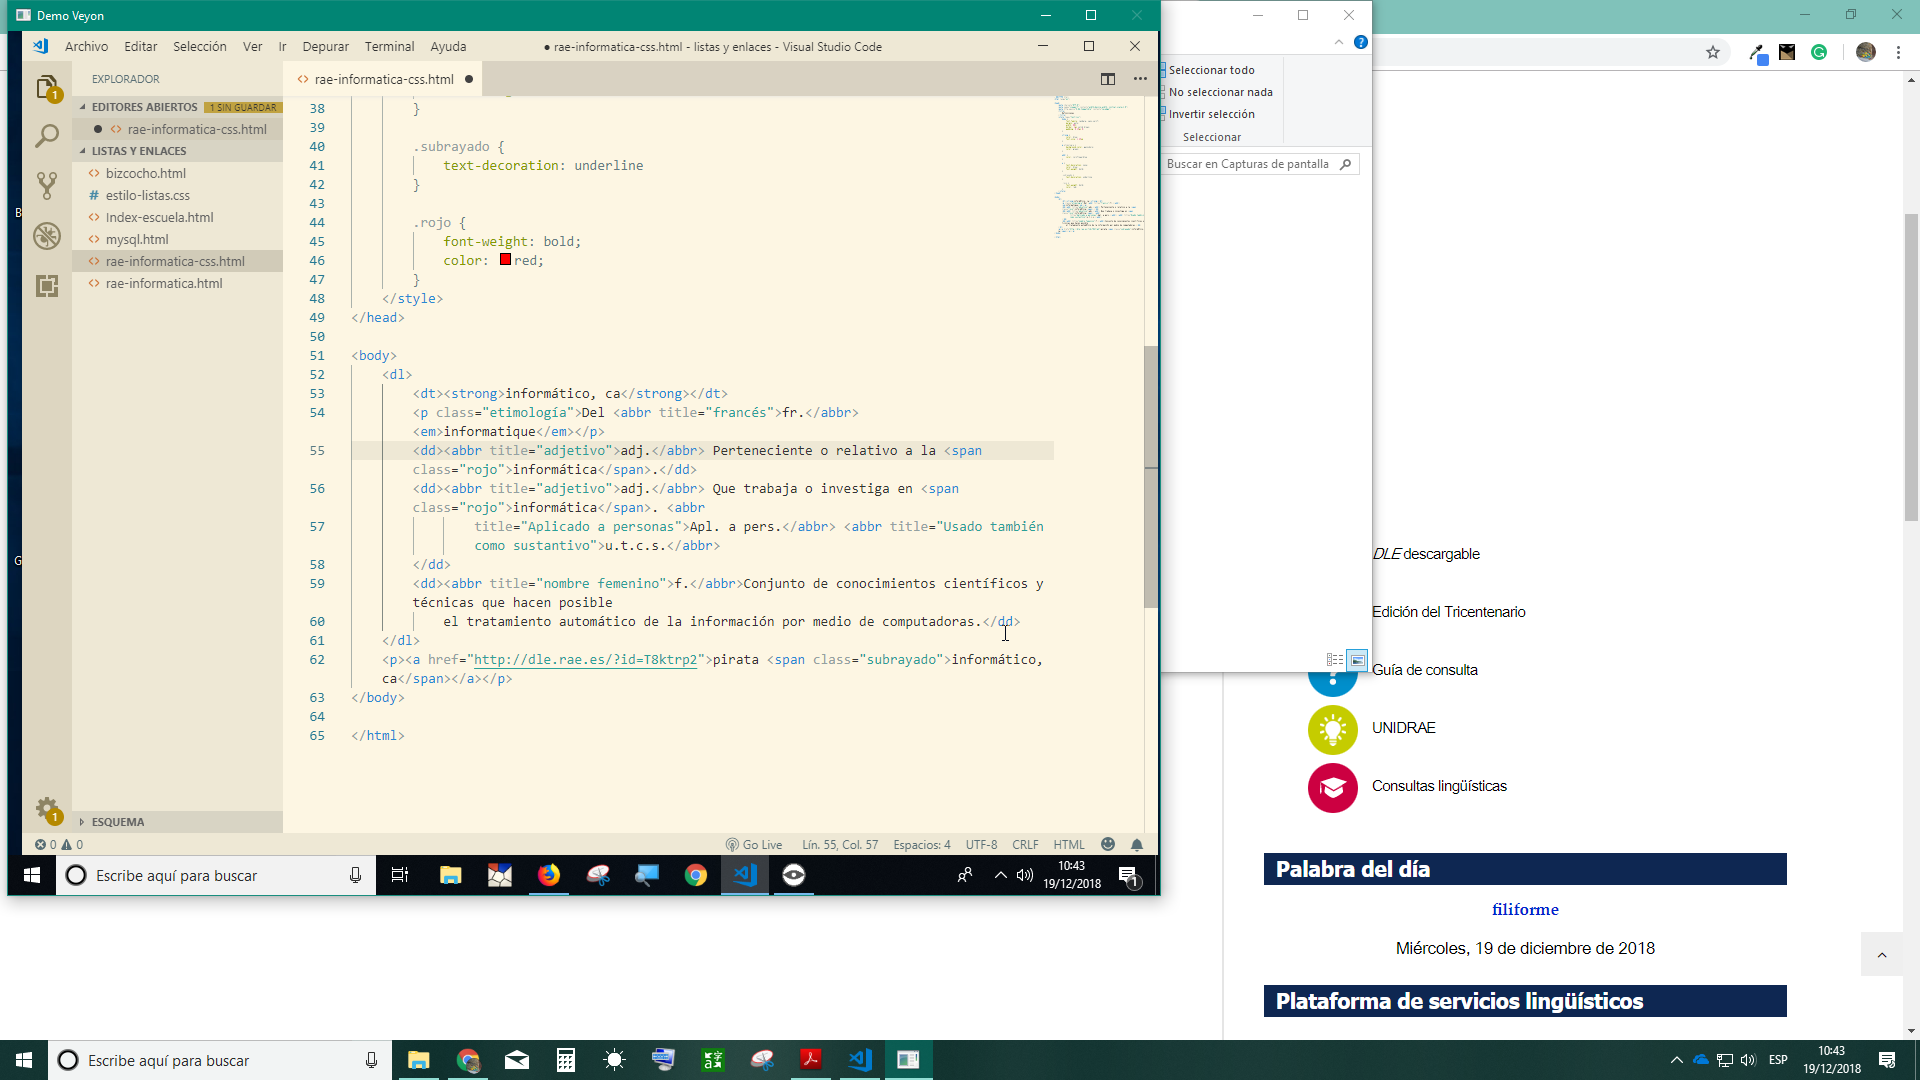 Demo Veyon
Archivo Editar Selección Ver Ir Depurar Terminal Ayuda
● rae-informatica-css.html - listas y enlaces - Visual Studio Code
EXPLORADOR
EDITORES ABIERTOS 1 SIN GUARDAR
rae-informatica-css.html
LISTAS Y ENLACES
bizcocho.html
# estilo-listas.css
Index-escuela.html
mysql.html
rae-informatica-css.html
rae-informatica.html
ESQUEMA
rae-informatica-css.html
38 }
39
40 .subrayado {
41 text-decoration: underline
42 }
43
44 .rojo {
45 font-weight: bold;
46 color: red;
47 }
48 </style>
49 </head>
50
51 <body>
52 <dl>
53 <dt><strong>informático, ca</strong></dt>
54 <p class="etimología">Del <abbr title="francés">fr.</abbr>
<em>informatique</em></p>
55 <dd><abbr title="adjetivo">adj.</abbr> Perteneciente o relativo a la <span
class="rojo">informática</span>.</dd>
56 <dd><abbr title="adjetivo">adj.</abbr> Que trabaja o investiga en <span
class="rojo">informática</span>. <abbr
57 title="Aplicado a personas">Apl. a pers.</abbr> <abbr title="Usado también
como sustantivo">u.t.c.s.</abbr>
58 </dd>
59 <dd><abbr title="nombre femenino">f.</abbr>Conjunto de conocimientos científicos y
técnicas que hacen posible
60 el tratamiento automático de la información por medio de computadoras.</dd>
61 </dl>
62 <p><a href="http://dle.rae.es/?id=T8ktrp2">pirata <span class="subrayado">informático,
ca</span></a></p>
63 </body>
64
65 </html>
0 0
Go Live Lín. 55, Col. 57 Espacios: 4 UTF-8 CRLF HTML
Escribe aquí para buscar
10:43
19/12/2018
1
Seleccionar todo
No seleccionar nada
Invertir selección
Seleccionar
Buscar en Capturas de pantalla
DLE descargable
Edición del Tricentenario
Guía de consulta
UNIDRAE
Consultas lingüísticas
Palabra del día
filiforme
Miércoles, 19 de diciembre de 2018
Plataforma de servicios lingüísticos
Escribe aquí para buscar
ESP
10:43
19/12/2018